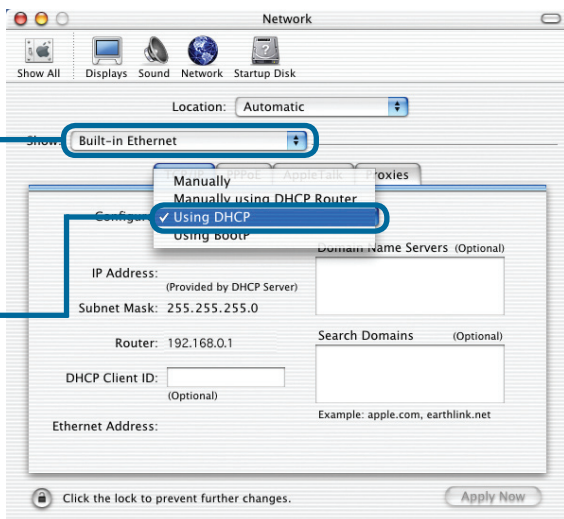 Network
Show All Displays Sound Network Startup Disk
Location: Automatic
Show: Built-in Ethernet
PPPoE AppleTalk Proxies
Manually
Manually using DHCP Router
Configure: ✓ Using DHCP
Using BootP
Domain Name Servers (Optional)
IP Address:
(Provided by DHCP Server)
Subnet Mask: 255.255.255.0
Router: 192.168.0.1
Search Domains (Optional)
DHCP Client ID:
(Optional)
Example: apple.com, earthlink.net
Ethernet Address:
Click the lock to prevent further changes.
Apply Now